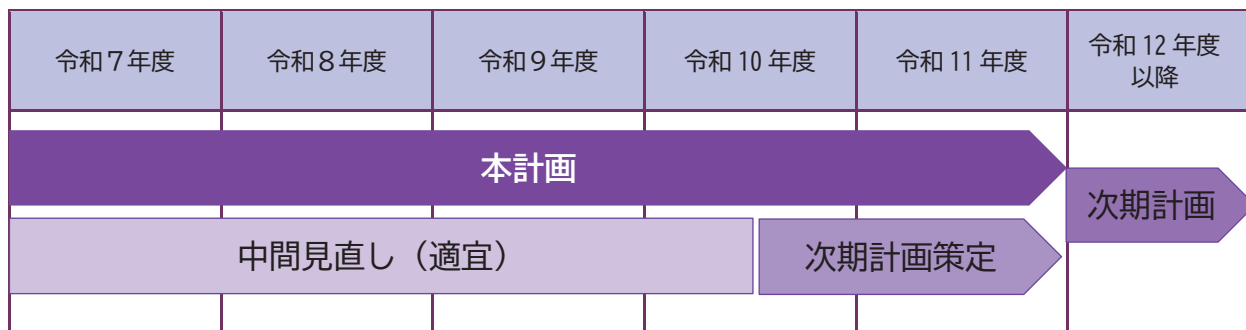 令和７年度
令和８年度
令和９年度
令和 10 年度
令和 11 年度
令和 12 年度
以降
本計画
次期計画
中間見直し（適宜）
次期計画策定